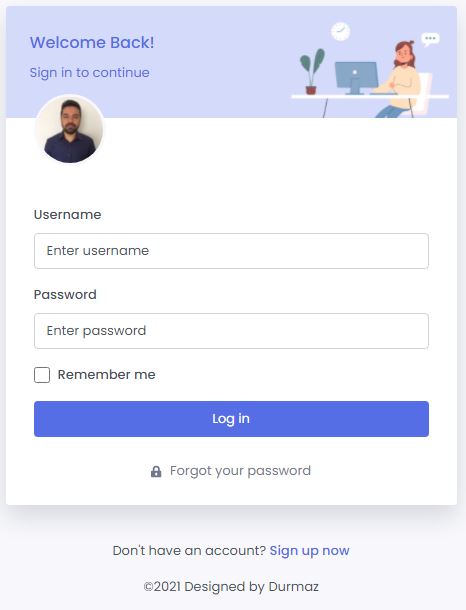 Welcome Back!
Sign in to continue
Username
Enter username
Password
Enter password
Remember me
Log in
Forgot your password
Don't have an account? Sign up now
©2021 Designed by Durmaz